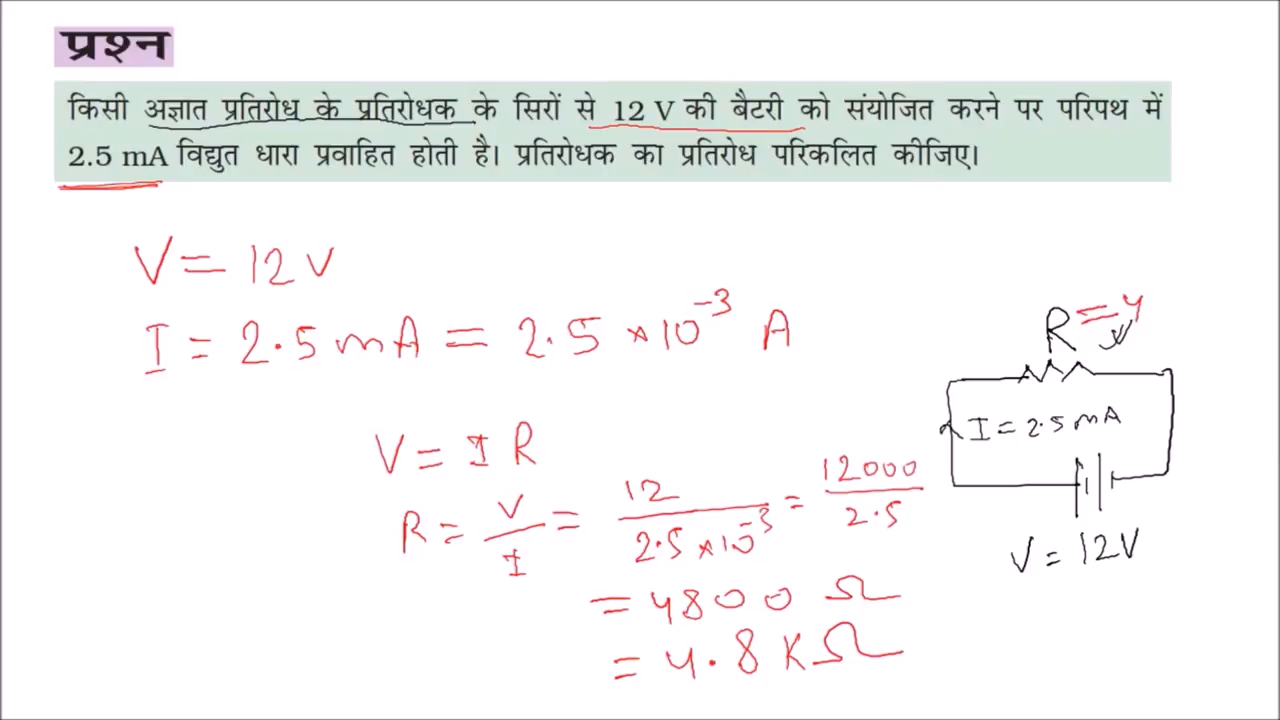 प्रश्न
किसी अज्ञात प्रतिरोध के प्रतिरोधक के सिरों से 12 V की बैटरी को संयोजित करने पर परिपथ में
2.5 mA विद्युत धारा प्रवाहित होती है। प्रतिरोधक का प्रतिरोध परिकलित कीजिए।
V = 12 V
I = 2.5 mA = 2.5 × 10⁻³ A
V = I R
R = V/I = 12/(2.5 × 10⁻³) = 12000/2.5
= 4800 Ω
= 4.8 KΩ
R =
I = 2.5 mA
V = 12V